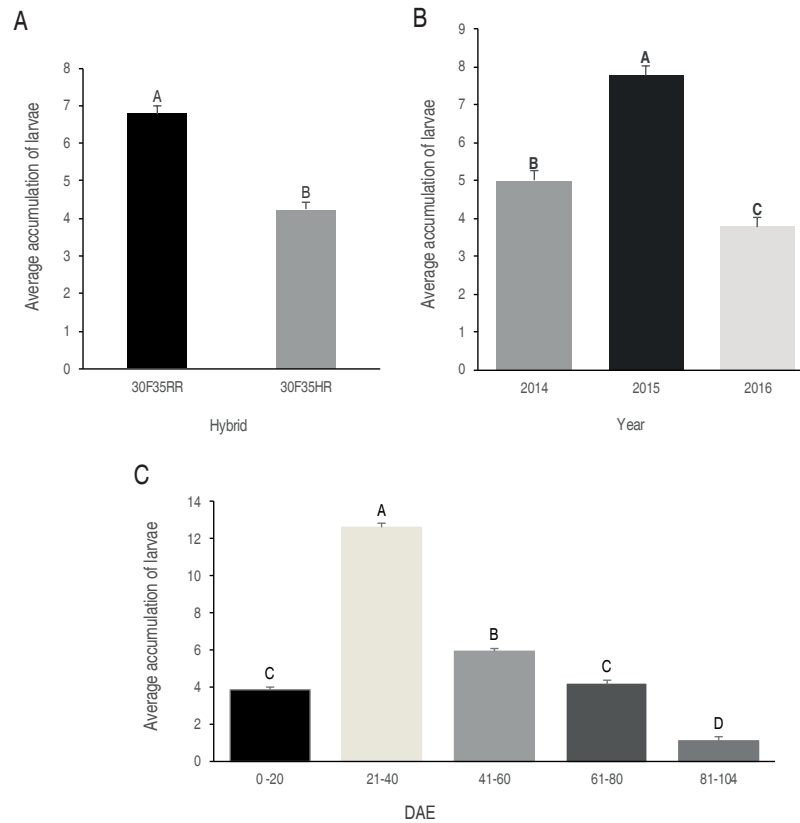 A
Average accumulation of larvae
8
7
6
5
4
3
2
1
0
A
B
30F35RR
30F35HR
Hybrid
B
Average accumulation of larvae
9
8
7
6
5
4
3
2
1
0
B
A
C
2014
2015
2016
Year
C
Average accumulation of larvae
14
12
10
8
6
4
2
0
C
A
B
C
D
0 -20
21-40
41-60
61-80
81-104
DAE